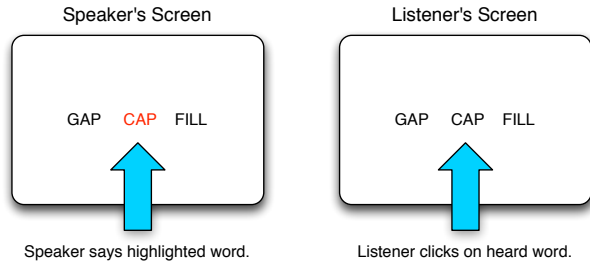 Speaker's Screen
GAP CAP FILL
Speaker says highlighted word.
Listener's Screen
GAP CAP FILL
Listener clicks on heard word.